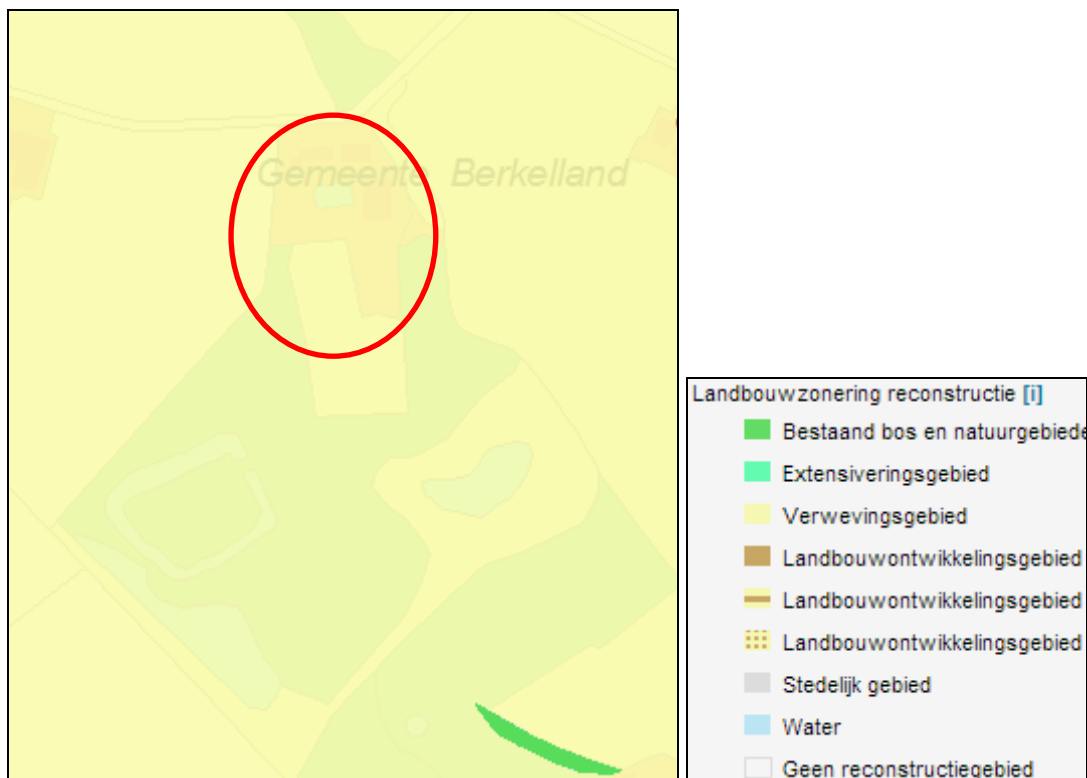 Gemeente Berkelland
Landbouwzonering reconstructie [i]
Bestaand bos en natuurgebiede
Extensiveringsgebied
Verwevingsgebied
Landbouwontwikkelingsgebied
Landbouwontwikkelingsgebied
Landbouwontwikkelingsgebied
Stedelijk gebied
Water
Geen reconstructiegebied